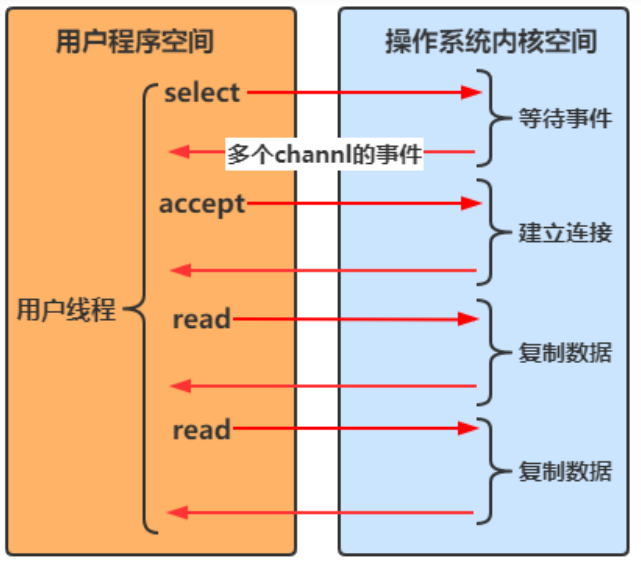 用户程序空间
操作系统内核空间
select
等待事件
多个channl的事件
accept
建立连接
用户线程
read
复制数据
read
复制数据